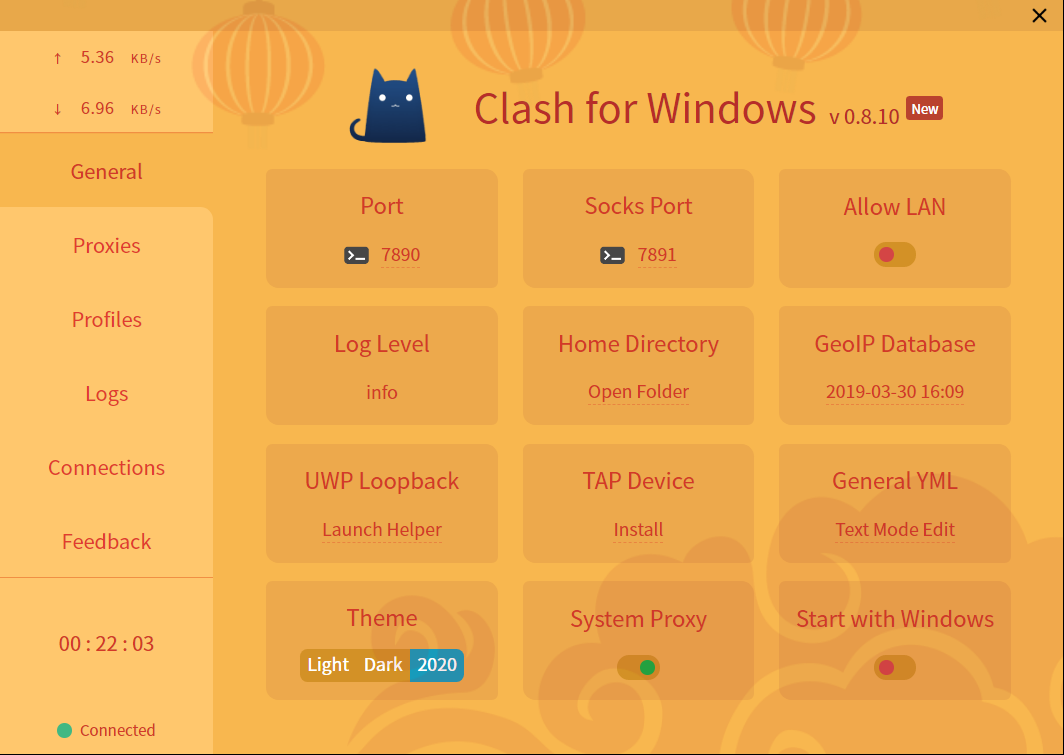 ↑ 5.36 KB/s
↓ 6.96 KB/s
General
Proxies
Profiles
Logs
Connections
Feedback
00 : 22 : 03
Connected
Clash for Windows v 0.8.10 New
Port
7890
Socks Port
7891
Allow LAN
Log Level
info
Home Directory
Open Folder
GeoIP Database
2019-03-30 16:09
UWP Loopback
Launch Helper
TAP Device
Install
General YML
Text Mode Edit
Theme
Light Dark 2020
System Proxy
Start with Windows